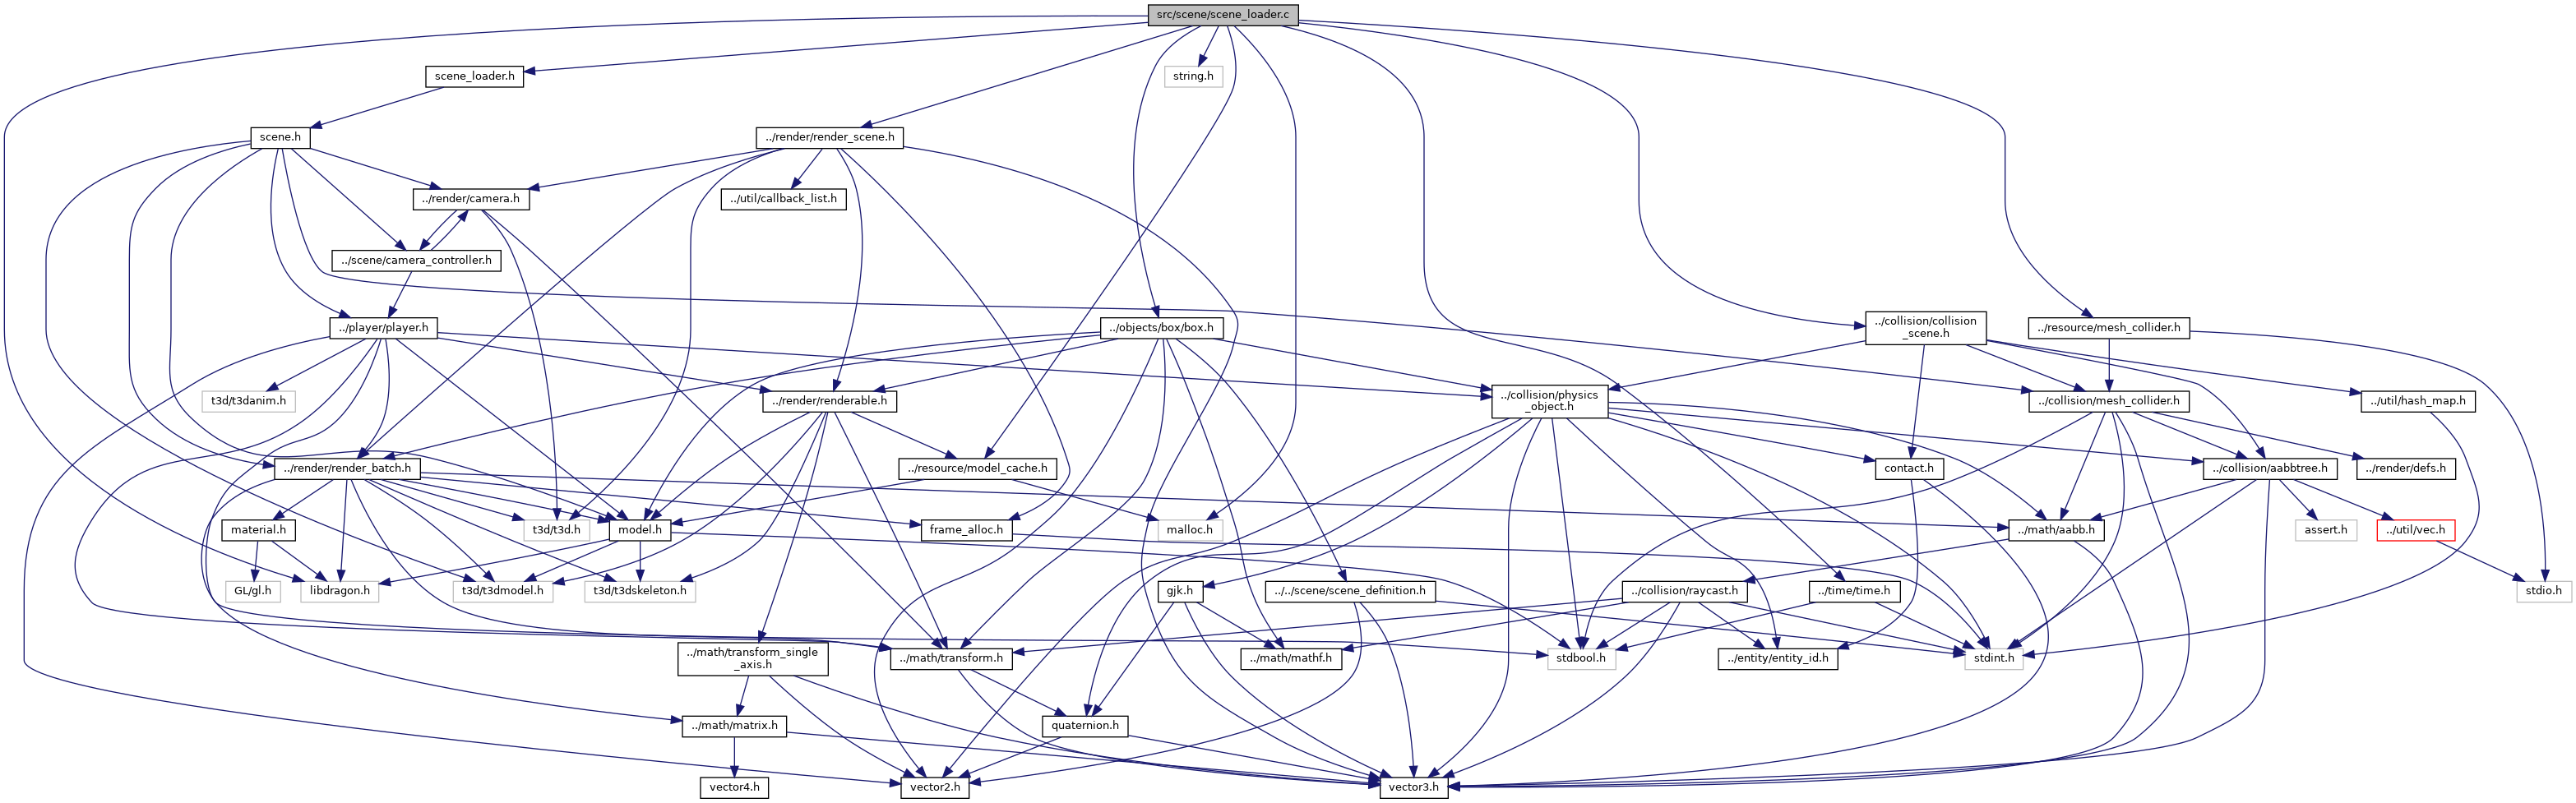 src/scene/scene_loader.c
scene_loader.h
string.h
scene.h
../render/render_scene.h
../render/camera.h
../util/callback_list.h
../scene/camera_controller.h
../player/player.h
../objects/box/box.h
../collision/collision
_scene.h
../resource/mesh_collider.h
t3d/t3danim.h
../render/renderable.h
../collision/physics
_object.h
../collision/mesh_collider.h
../util/hash_map.h
../render/render_batch.h
../resource/model_cache.h
contact.h
../collision/aabbtree.h
../render/defs.h
material.h
t3d/t3d.h
model.h
frame_alloc.h
malloc.h
../math/aabb.h
assert.h
../util/vec.h
GL/gl.h
libdragon.h
t3d/t3dmodel.h
t3d/t3dskeleton.h
gjk.h
../../scene/scene_definition.h
../collision/raycast.h
../time/time.h
stdio.h
../math/transform_single
_axis.h
../math/transform.h
../math/mathf.h
stdbool.h
../entity/entity_id.h
stdint.h
../math/matrix.h
quaternion.h
vector4.h
vector2.h
vector3.h